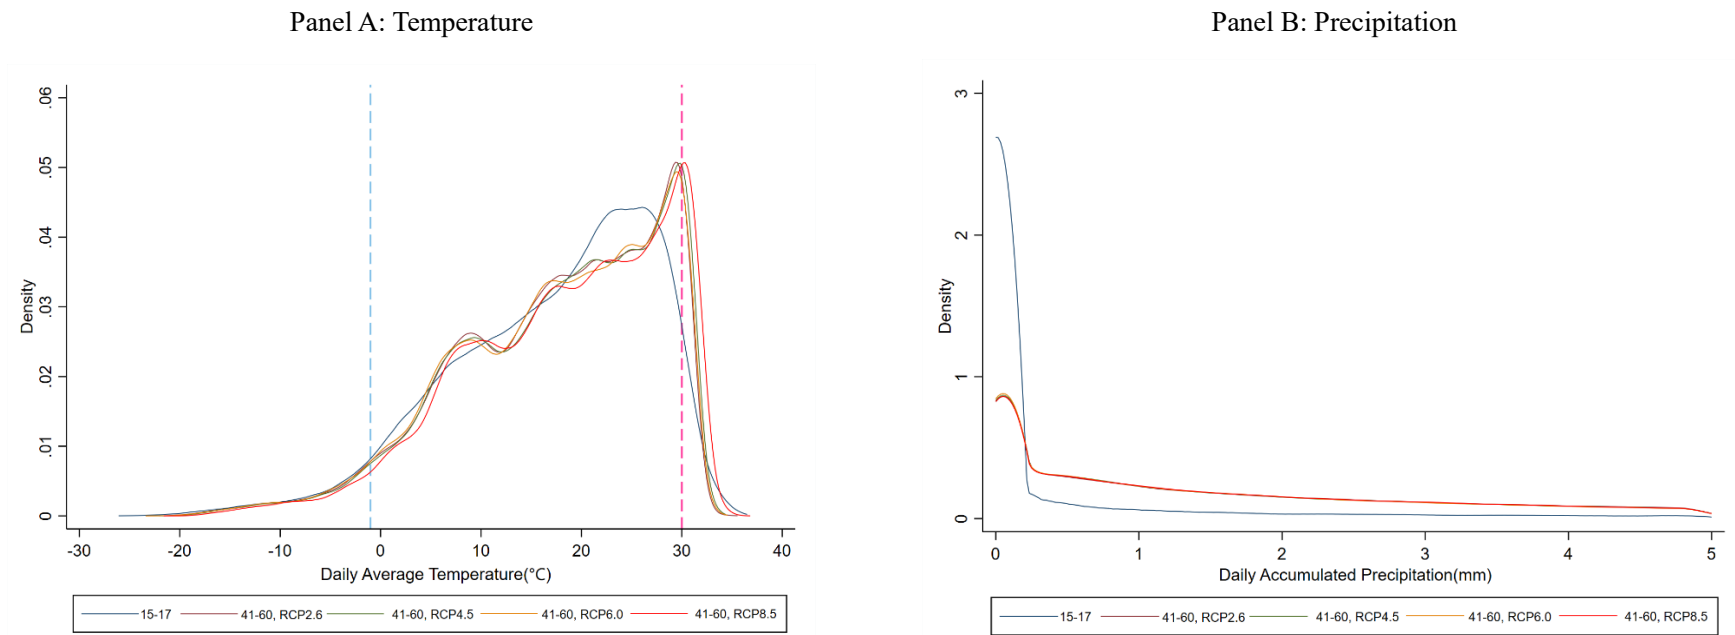 Panel A: Temperature
.06
.05
.04
.03
.02
.01
0
Density
-30 -20 -10 0 10 20 30 40
Daily Average Temperature(°C)
15-17 41-60, RCP2.6 41-60, RCP4.5 41-60, RCP6.0 41-60, RCP8.5
Panel B: Precipitation
3
2
1
0
Density
0 1 2 3 4 5
Daily Accumulated Precipitation(mm)
15-17 41-60, RCP2.6 41-60, RCP4.5 41-60, RCP6.0 41-60, RCP8.5